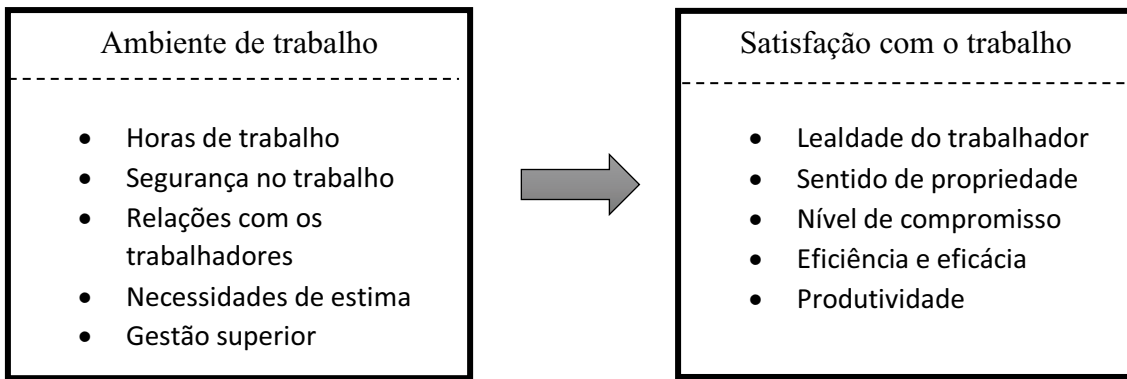 Ambiente de trabalho
• Horas de trabalho
• Segurança no trabalho
• Relações com os
trabalhadores
• Necessidades de estima
• Gestão superior
Satisfação com o trabalho
• Lealdade do trabalhador
• Sentido de propriedade
• Nível de compromisso
• Eficiência e eficácia
• Produtividade